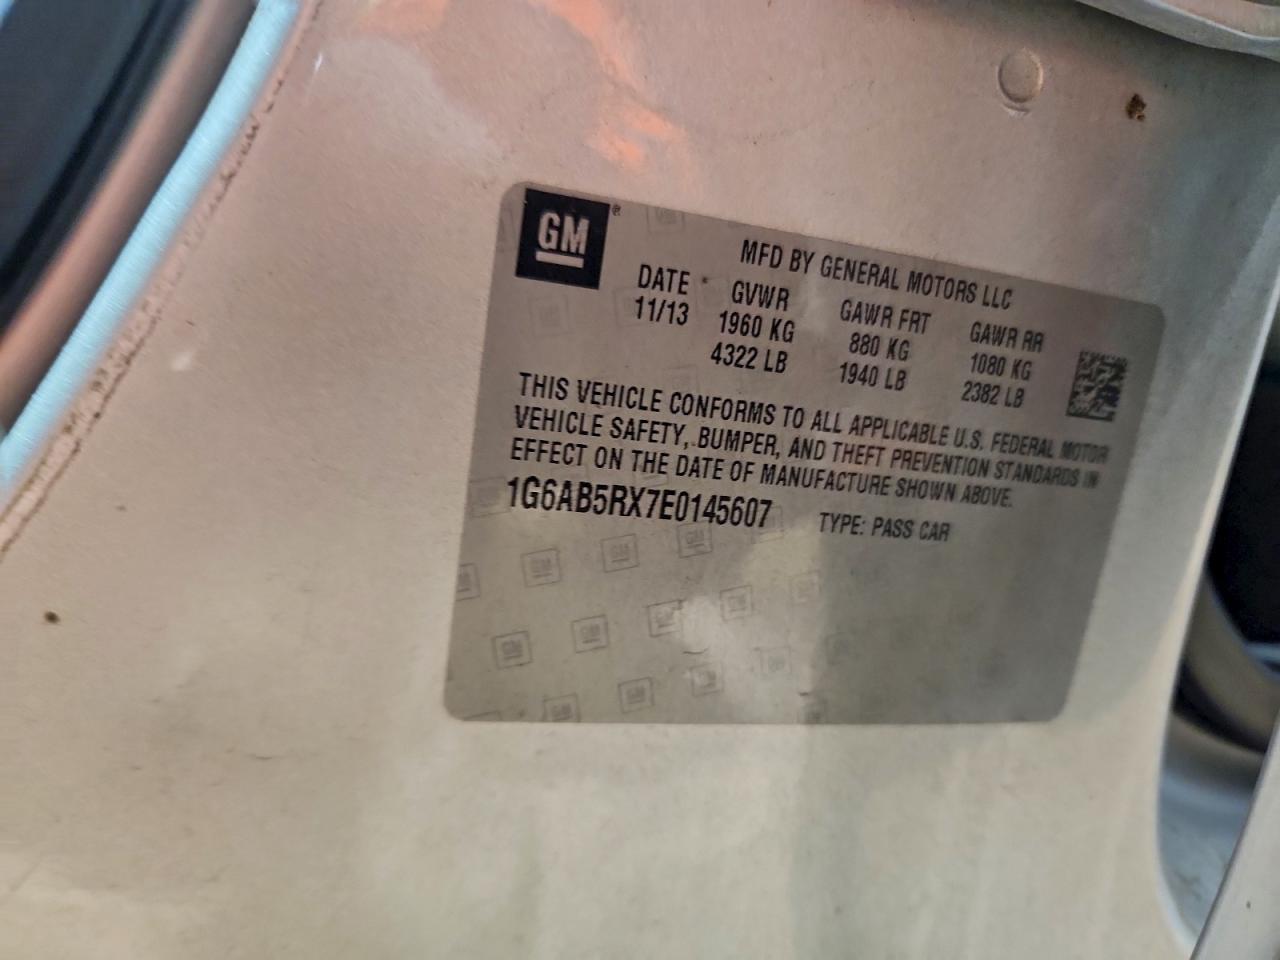 GM®
MFD BY GENERAL MOTORS LLC
DATE GVWR GAWR FRT GAWR RR
11/13 1960 KG 880 KG 1080 KG
4322 LB 1940 LB 2382 LB
THIS VEHICLE CONFORMS TO ALL APPLICABLE U.S. FEDERAL MOTOR
VEHICLE SAFETY, BUMPER, AND THEFT PREVENTION STANDARDS IN
EFFECT ON THE DATE OF MANUFACTURE SHOWN ABOVE.
1G6AB5RX7E0145607 TYPE: PASS CAR